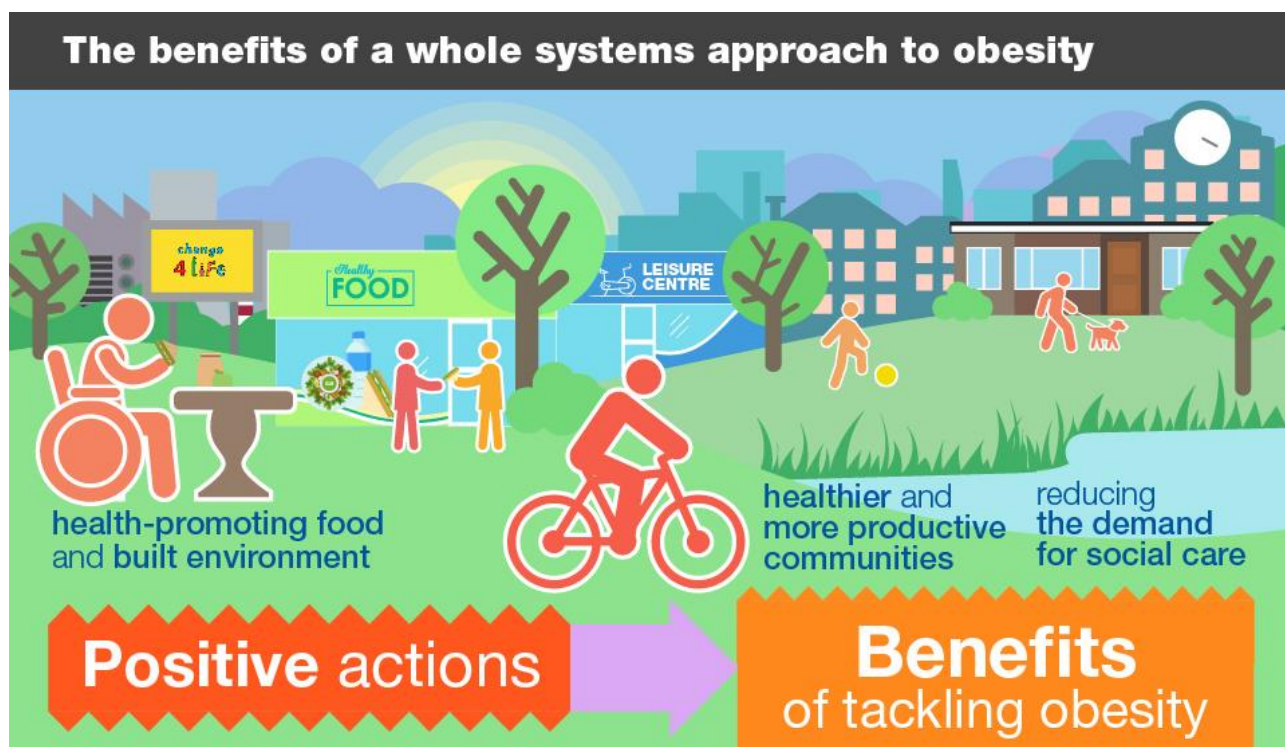 The benefits of a whole systems approach to obesity
change
4 Life
Healthy
FOOD
LEISURE
CENTRE
health-promoting food
and built environment
healthier and
more productive
communities
reducing
the demand
for social care
Positive actions
Benefits
of tackling obesity